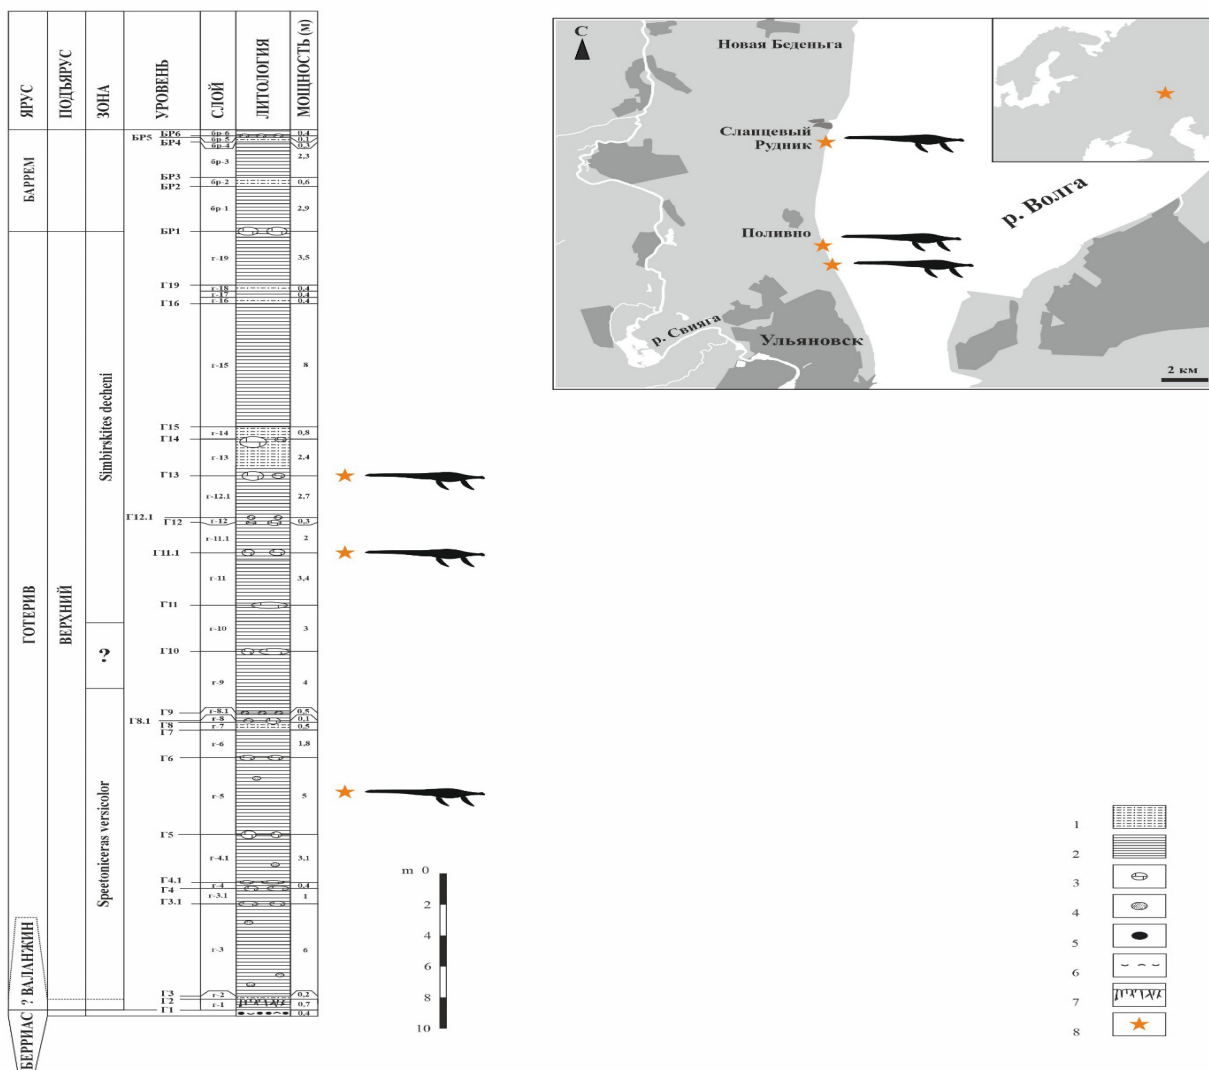 ЯРУС
ПОДЪЯРУС
ЗОНА
УРОВЕНЬ
СЛОЙ
ЛИТОЛОГИЯ
МОЩНОСТЬ (м)
БАРРЕМ
ГОТЕРИВ
? ВАЛАНЖИН
БЕРРИАС
ВЕРХНИЙ
Simbirskites decheni
?
Speetoniceras versicolor
БР6
БР5
БР4
БР3
БР2
БР1
Г19
Г16
Г15
Г14
Г13
Г12.1
Г12
Г11.1
Г11
Г10
Г9
Г8.1
Г8
Г7
Г6
Г5
Г4.1
Г4
Г3.1
Г3
Г2
Г1
бр-6
бр-5
бр-4
бр-3
бр-2
бр-1
г-19
г-18
г-17
г-16
г-15
г-14
г-13
г-12.1
г-12
г-11.1
г-11
г-10
г-9
г-8.1
г-8
г-7
г-6
г-5
г-4.1
г-4
г-3.1
г-3
г-2
г-1
0,4
0,1
0,3
2,3
0,6
2,9
3,5
0,4
0,4
0,4
8
0,8
2,4
2,7
0,3
2
3,4
3
4
0,5
0,1
0,5
1,8
5
3,1
0,4
1
6
0,2
0,7
0,4
m 0
2
4
6
8
10
С
Новая Беденьга
Сланцевый
Рудник
Поливно
р. Волга
р. Свияга
Ульяновск
2 км
1
2
3
4
5
6
7
8